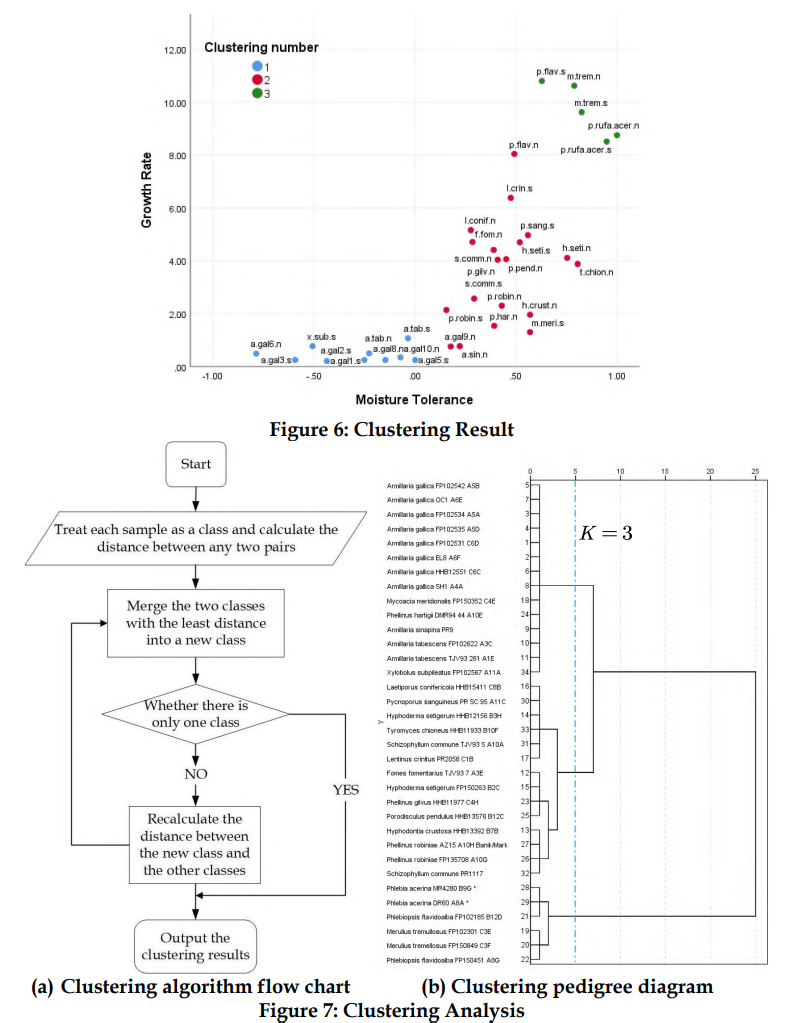 Clustering number
1
2
3
12.00
10.00
8.00
6.00
4.00
2.00
.00
Growth Rate
p.flav.s
m.trem.n
m.trem.s
p.rufa.acer.n
p.rufa.acer.s
p.flav.n
l.crin.s
l.conif.n
f.fom.n
p.sang.s
h.seti.s
h.seti.n
s.comm.n
p.pend.n
t.chion.n
p.gilv.n
s.comm.s
p.robin.n
h.crust.n
p.robin.s
p.har.n
m.meri.s
a.tab.s
a.gal6.n
x.sub.s
a.tab.n
a.gal9.n
a.gal2.s
a.gal8.n
a.gal10.n
a.sin.n
a.gal3.s
a.gal1.s
a.gal5.s
-1.00
-.50
.00
.50
1.00
Moisture Tolerance
Figure 6: Clustering Result
Start
Treat each sample as a class and calculate the
distance between any two pairs
Merge the two classes
with the least distance
into a new class
Whether there is
only one class
NO
YES
Recalculate the
distance between
the new class and
the other classes
Output the
clustering results
(a) Clustering algorithm flow chart
0 5 10 15 20 25
K = 3
Y
Armillaria gallica FP102542 A5B 5
Armillaria gallica OC1 A6E 7
Armillaria gallica FP102534 A5A 3
Armillaria gallica FP102535 A5D 4
Armillaria gallica FP102531 C6D 1
Armillaria gallica EL8 A6F 2
Armillaria gallica HHB12551 C6C 6
Armillaria gallica SH1 A4A 8
Mycoacia meridionalis FP150352 C4E 18
Phellinus hartigii DMR94 44 A10E 24
Armillaria sinapina PR9 9
Armillaria tabescens FP102622 A3C 10
Armillaria tabescens TJV93 261 A1E 11
Xylobolus subpileatus FP102567 A11A 34
Laetiporus conifericola HHB15411 C8B 16
Pycnoporus sanguineus PR SC 95 A11C 30
Hyphoderma setigerum HHB12156 B3H 14
Tyromyces chioneus HHB11933 B10F 33
Schizophyllum commune TJV93 5 A10A 31
Lentinus crinitus PR2058 C1B 17
Fomes fomentarius TJV93 7 A3E 12
Hyphoderma setigerum FP150263 B2C 15
Phellinus gilvus HHB11977 C4H 23
Porodisculus pendulus HHB13576 B12C 25
Hyphodontia crustosa HHB13392 B7B 13
Phellinus robiniae AZ15 A10H Banik/Mark 27
Phellinus robiniae FP135708 A10G 26
Schizophyllum commune PR1117 32
Phlebia acerina MR4280 B9G * 28
Phlebia acerina DR60 A8A * 29
Phlebiopsis flavidoalba FP102185 B12D 21
Merulius tremullosus FP102301 C3E 19
Merulius tremellosus FP150849 C3F 20
Phlebiopsis flavidoalba FP150451 A8G 22
(b) Clustering pedigree diagram
Figure 7: Clustering Analysis